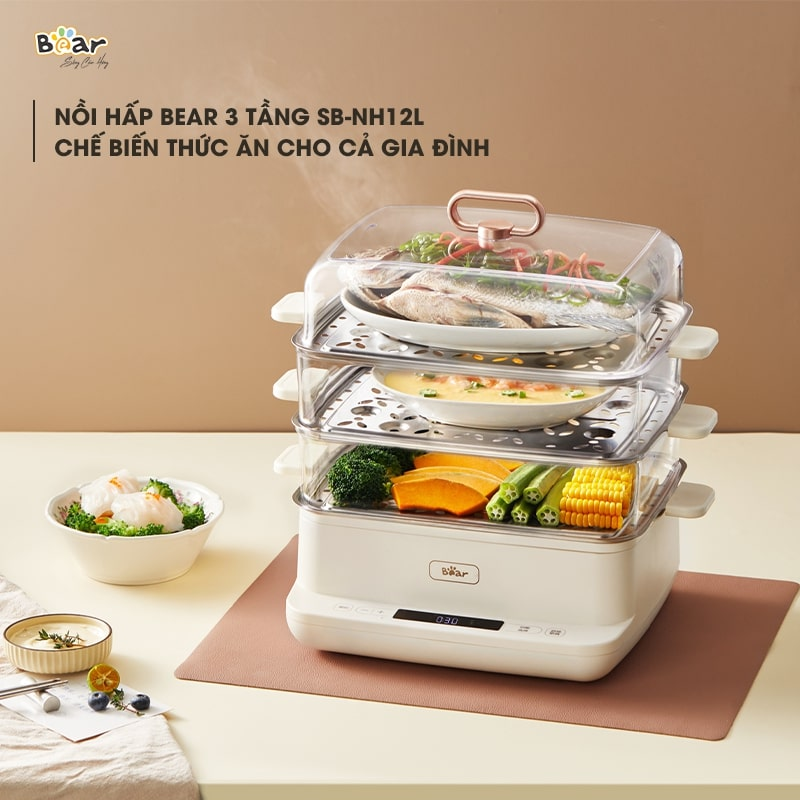 Bear
NỒI HẤP BEAR 3 TẦNG SB-NH12L
CHẾ BIẾN THỨC ĂN CHO CẢ GIA ĐÌNH
Bear
0:30